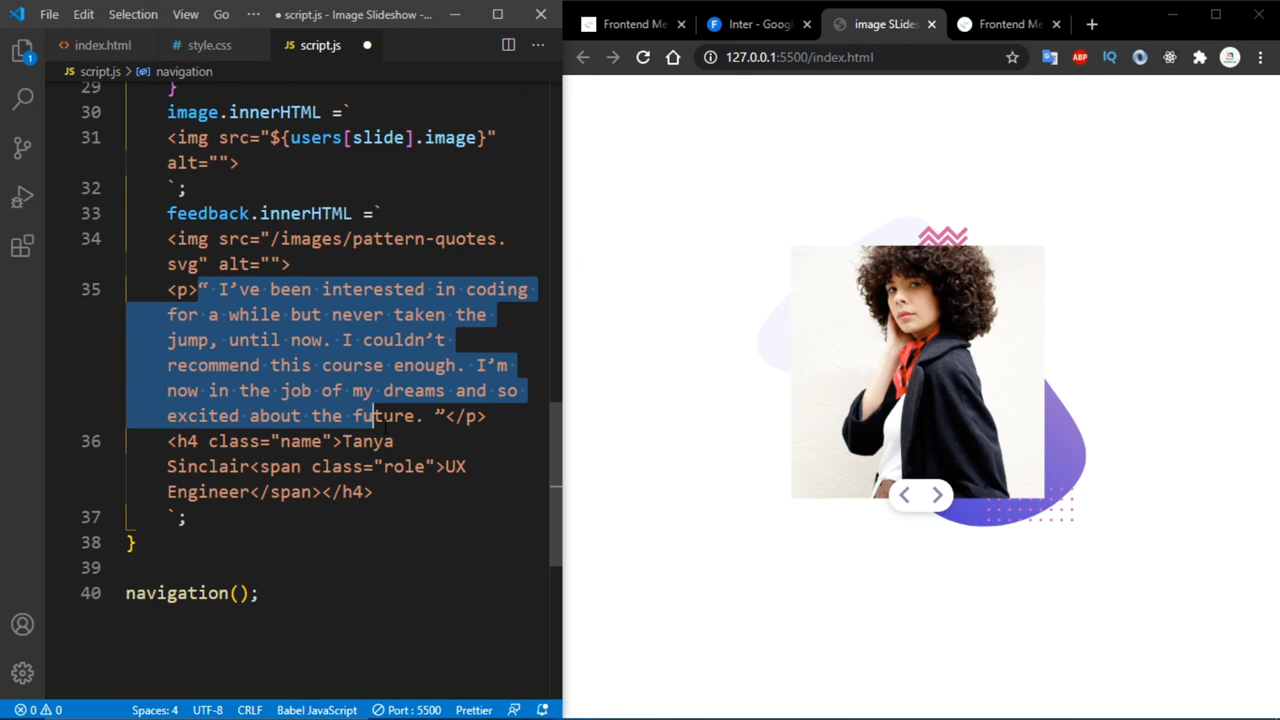 File Edit Selection View Go ··· ● script.js - Image Slideshow -...
index.html style.css JS script.js ●
JS script.js > navigation
1
29 }
30 image.innerHTML =`
31 <img src="${users[slide].image}"
alt="">
32 `;
33 feedback.innerHTML =`
34 <img src="/images/pattern-quotes.
svg" alt="">
35 <p>“ I’ve been interested in coding
for a while but never taken the
jump, until now. I couldn’t
recommend this course enough. I’m
now in the job of my dreams and so
excited about the future. ”</p>
36 <h4 class="name">Tanya
Sinclair<span class="role">UX
Engineer</span></h4>
37 `;
38 }
39
40 navigation();
0 0 Spaces: 4 UTF-8 CRLF Babel JavaScript Port : 5500 Prettier
Frontend Me Inter - Googl image SLides Frontend Me
127.0.0.1:5500/index.html
ABP IQ